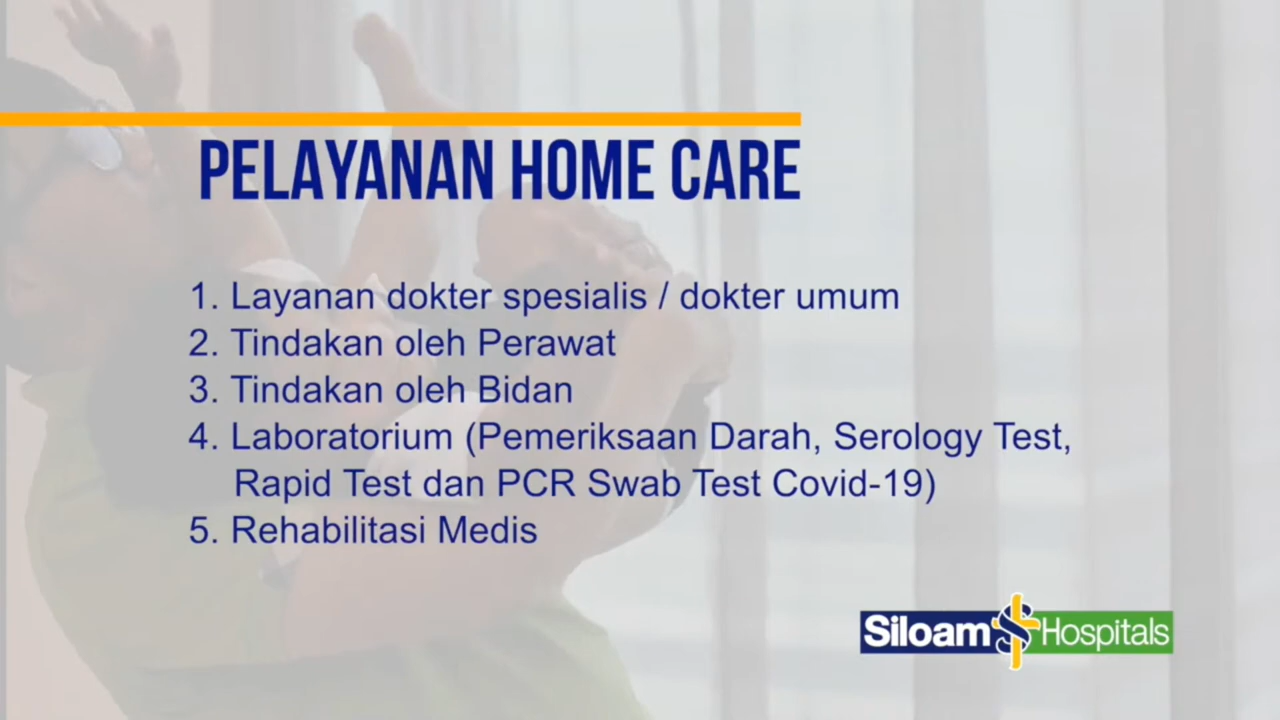 PELAYANAN HOME CARE
1. Layanan dokter spesialis / dokter umum
2. Tindakan oleh Perawat
3. Tindakan oleh Bidan
4. Laboratorium (Pemeriksaan Darah, Serology Test,
Rapid Test dan PCR Swab Test Covid-19)
5. Rehabilitasi Medis
Siloam Hospitals